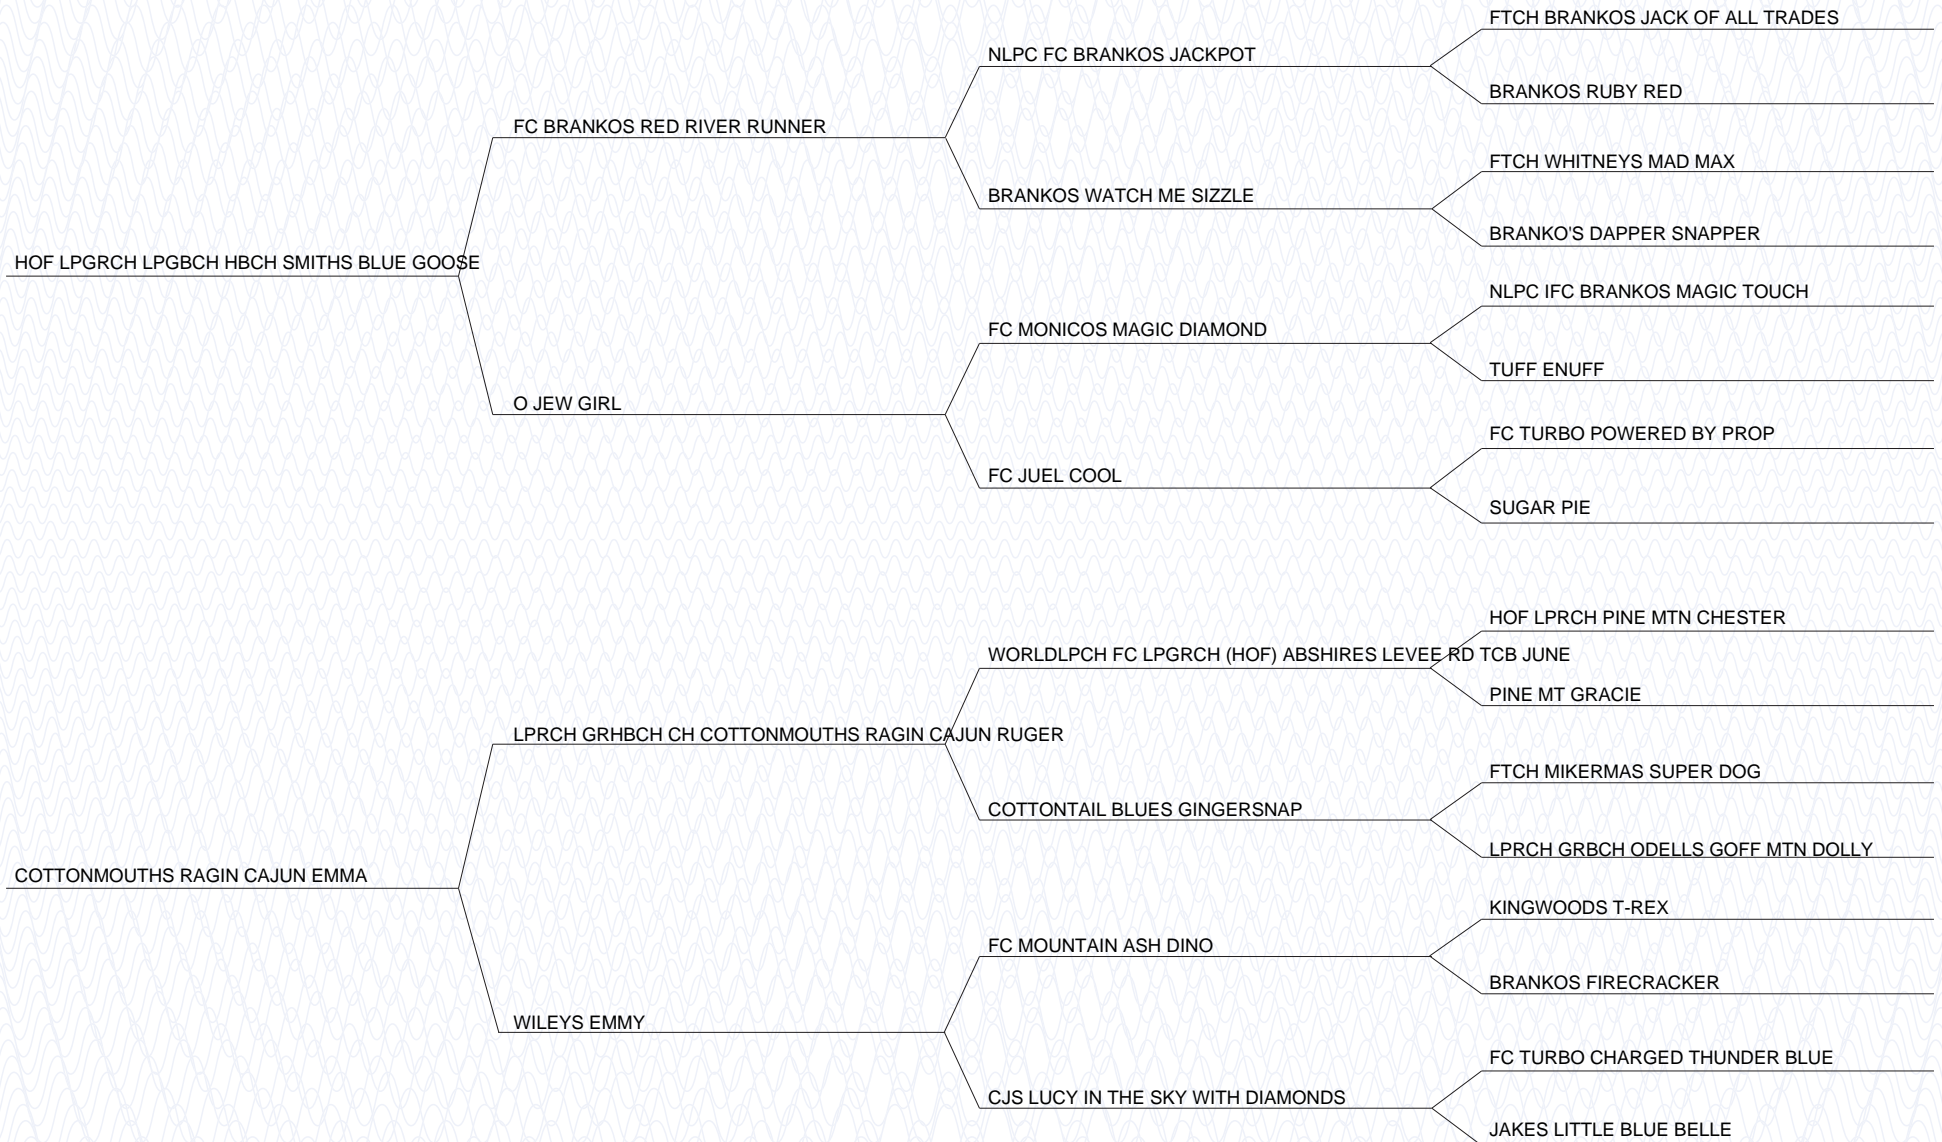 FTCH BRANKOS JACK OF ALL TRADES
NLPC FC BRANKOS JACKPOT
BRANKOS RUBY RED
FC BRANKOS RED RIVER RUNNER
FTCH WHITNEYS MAD MAX
BRANKOS WATCH ME SIZZLE
BRANKO'S DAPPER SNAPPER
HOF LPGRCH LPGBCH HBCH SMITHS BLUE GOOSE
NLPC IFC BRANKOS MAGIC TOUCH
FC MONICOS MAGIC DIAMOND
TUFF ENUFF
O JEW GIRL
FC TURBO POWERED BY PROP
FC JUEL COOL
SUGAR PIE
HOF LPRCH PINE MTN CHESTER
WORLDLPCH FC LPGRCH (HOF) ABSHIRES LEVEE RD TCB JUNE
PINE MT GRACIE
LPRCH GRHBCH CH COTTONMOUTHS RAGIN CAJUN RUGER
FTCH MIKERMAS SUPER DOG
COTTONTAIL BLUES GINGERSNAP
LPRCH GRBCH ODELLS GOFF MTN DOLLY
COTTONMOUTHS RAGIN CAJUN EMMA
KINGWOODS T-REX
FC MOUNTAIN ASH DINO
BRANKOS FIRECRACKER
WILEYS EMMY
FC TURBO CHARGED THUNDER BLUE
CJS LUCY IN THE SKY WITH DIAMONDS
JAKES LITTLE BLUE BELLE